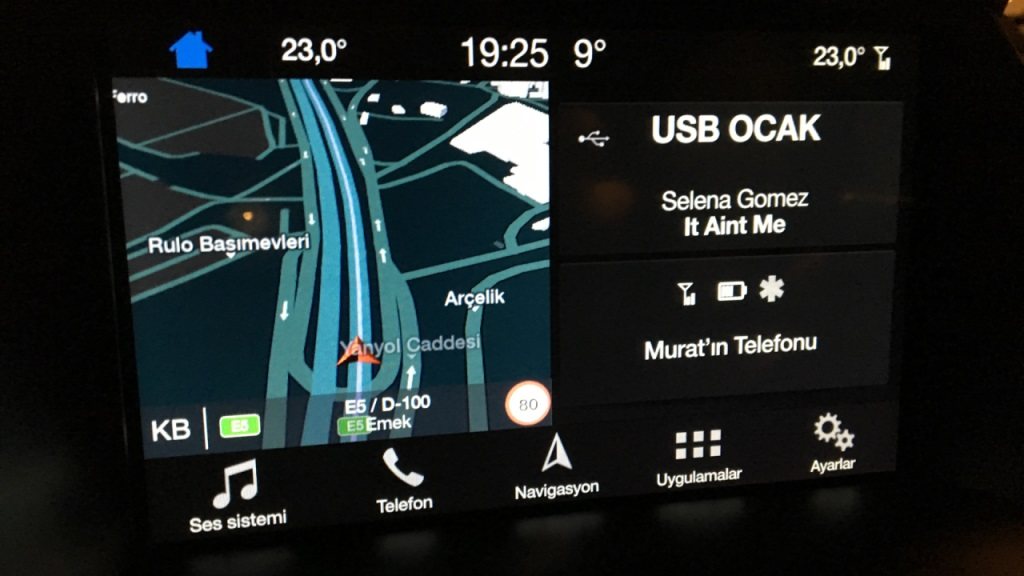 23,0°
19:25
9°
23,0°
Ferro
Rulo Başımevleri
Arçelik
Yanyol Caddesi
KB
E5
E5 / D-100
E5 Emek
80
USB OCAK
Selena Gomez
It Aint Me
Murat'ın Telefonu
Ses sistemi
Telefon
Navigasyon
Uygulamalar
Ayarlar